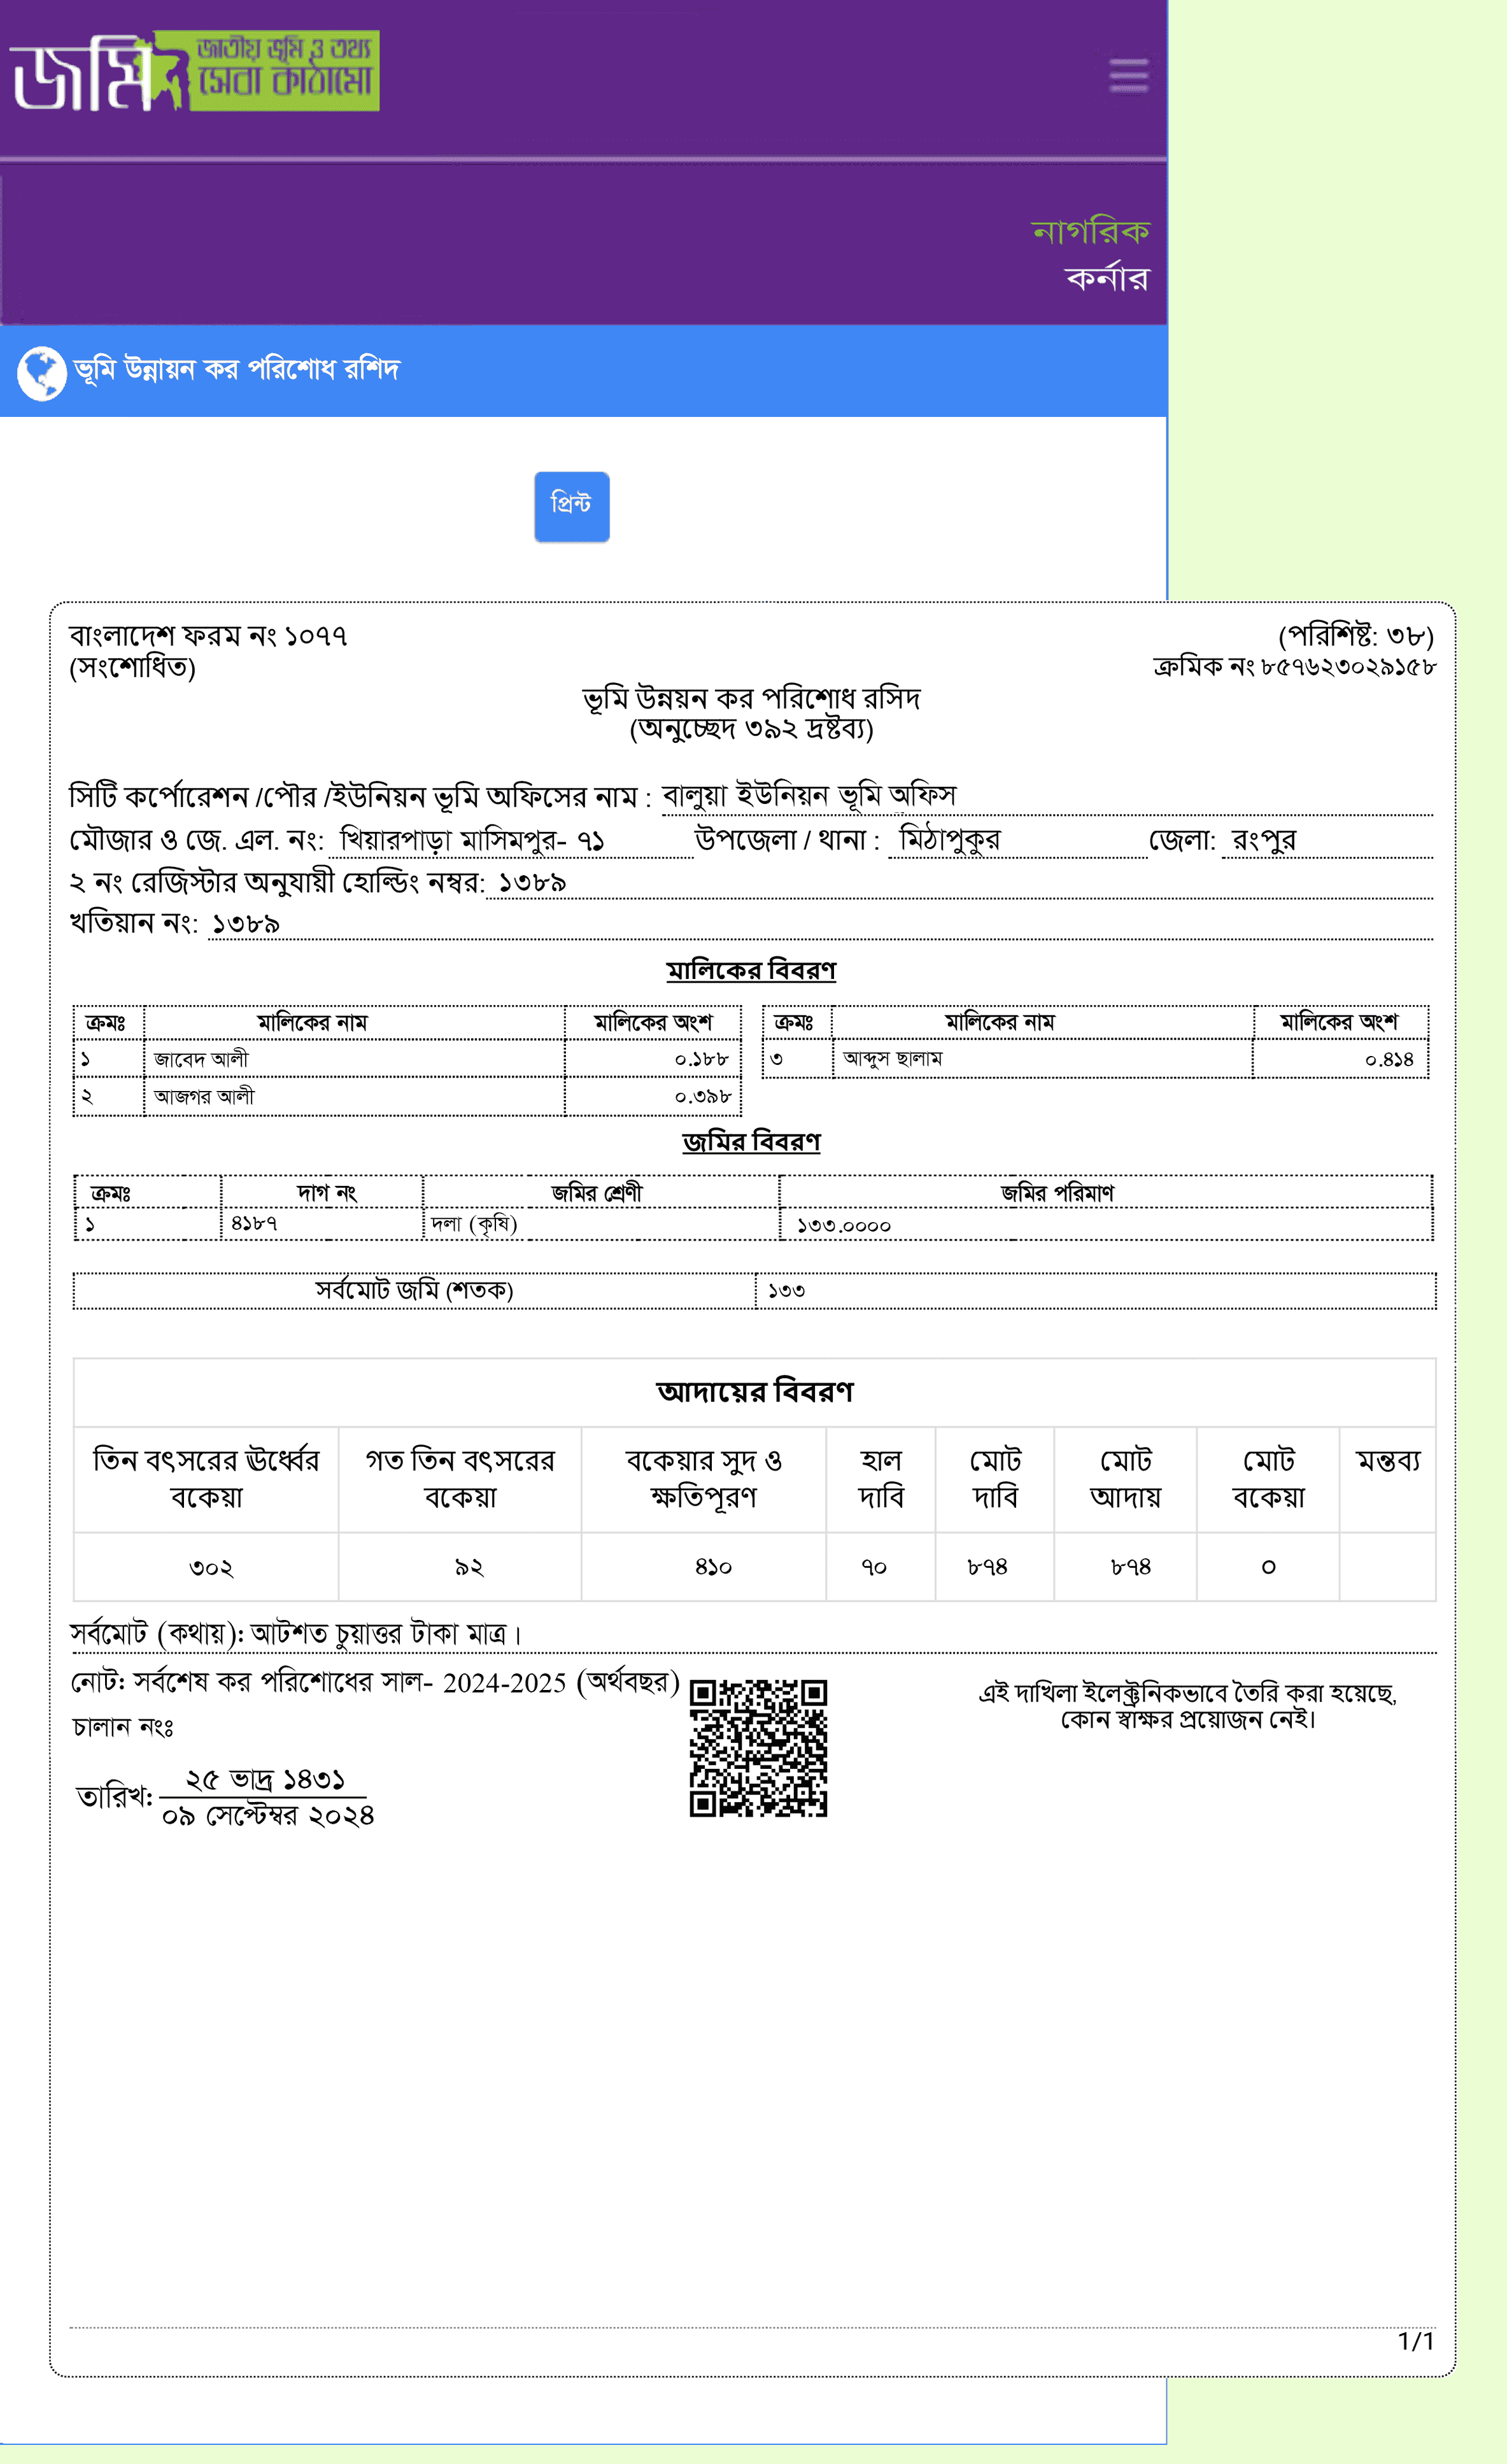 জমি জাতীয় ভূমি ও তথ্য
সেবা কাঠামো
নাগরিক
কর্নার
ভূমি উন্নায়ন কর পরিশোধ রশিদ
প্রিন্ট
বাংলাদেশ ফরম নং ১০৭৭ (পরিশিষ্ট: ৩৮)
(সংশোধিত) ক্রমিক নং ৮৫৭৬২৩০২৯১৫৮
ভূমি উন্নয়ন কর পরিশোধ রসিদ
(অনুচ্ছেদ ৩৯২ দ্রষ্টব্য)
সিটি কর্পোরেশন /পৌর /ইউনিয়ন ভূমি অফিসের নাম : বালুয়া ইউনিয়ন ভূমি অফিস
মৌজার ও জে. এল. নং: খিয়ারপাড়া মাসিমপুর- ৭১ উপজেলা / থানা : মিঠাপুকুর জেলা: রংপুর
২ নং রেজিস্টার অনুযায়ী হোল্ডিং নম্বর: ১৩৮৯
খতিয়ান নং: ১৩৮৯
মালিকের বিবরণ
ক্রমঃ মালিকের নাম মালিকের অংশ ক্রমঃ মালিকের নাম মালিকের অংশ
১ জাবেদ আলী ০.১৮৮ ৩ আব্দুস ছালাম ০.৪১৪
২ আজগর আলী ০.৩৯৮
জমির বিবরণ
ক্রমঃ দাগ নং জমির শ্রেণী জমির পরিমাণ
১ ৪১৮৭ দলা (কৃষি) ১৩৩.০০০০
সর্বমোট জমি (শতক) ১৩৩
আদায়ের বিবরণ
তিন বৎসরের ঊর্ধ্বের গত তিন বৎসরের বকেয়ার সুদ ও হাল মোট মোট মোট মন্তব্য
বকেয়া বকেয়া ক্ষতিপূরণ দাবি দাবি আদায় বকেয়া
৩০২ ৯২ ৪১০ ৭০ ৮৭৪ ৮৭৪ ০
সর্বমোট (কথায়): আটশত চুয়াত্তর টাকা মাত্র।
নোট: সর্বশেষ কর পরিশোধের সাল- 2024-2025 (অর্থবছর)
এই দাখিলা ইলেক্ট্রনিকভাবে তৈরি করা হয়েছে,
কোন স্বাক্ষর প্রয়োজন নেই।
চালান নংঃ
তারিখ: ২৫ ভাদ্র ১৪৩১
০৯ সেপ্টেম্বর ২০২৪
1/1